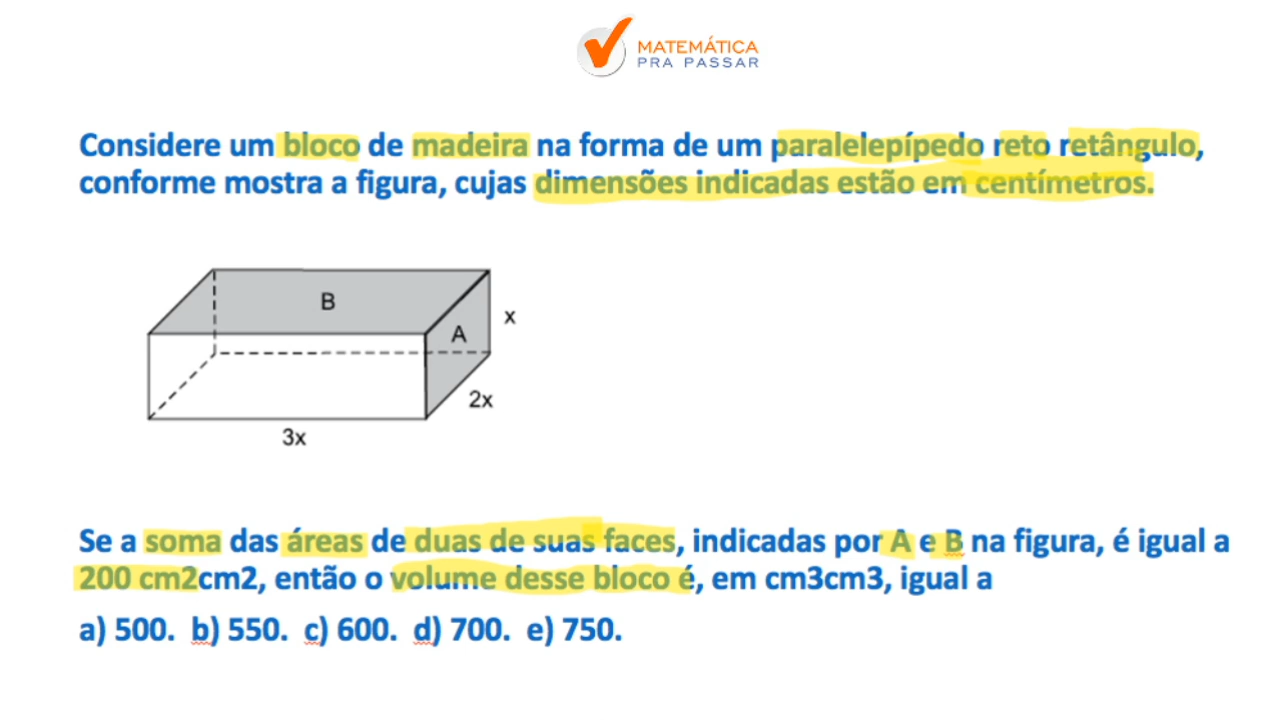 MATEMÁTICA
PRA PASSAR
Considere um bloco de madeira na forma de um paralelepípedo reto retângulo,
conforme mostra a figura, cujas dimensões indicadas estão em centímetros.
B
x
A
2x
3x
Se a soma das áreas de duas de suas faces, indicadas por A e B na figura, é igual a
200 cm2cm2, então o volume desse bloco é, em cm3cm3, igual a
a) 500. b) 550. c) 600. d) 700. e) 750.